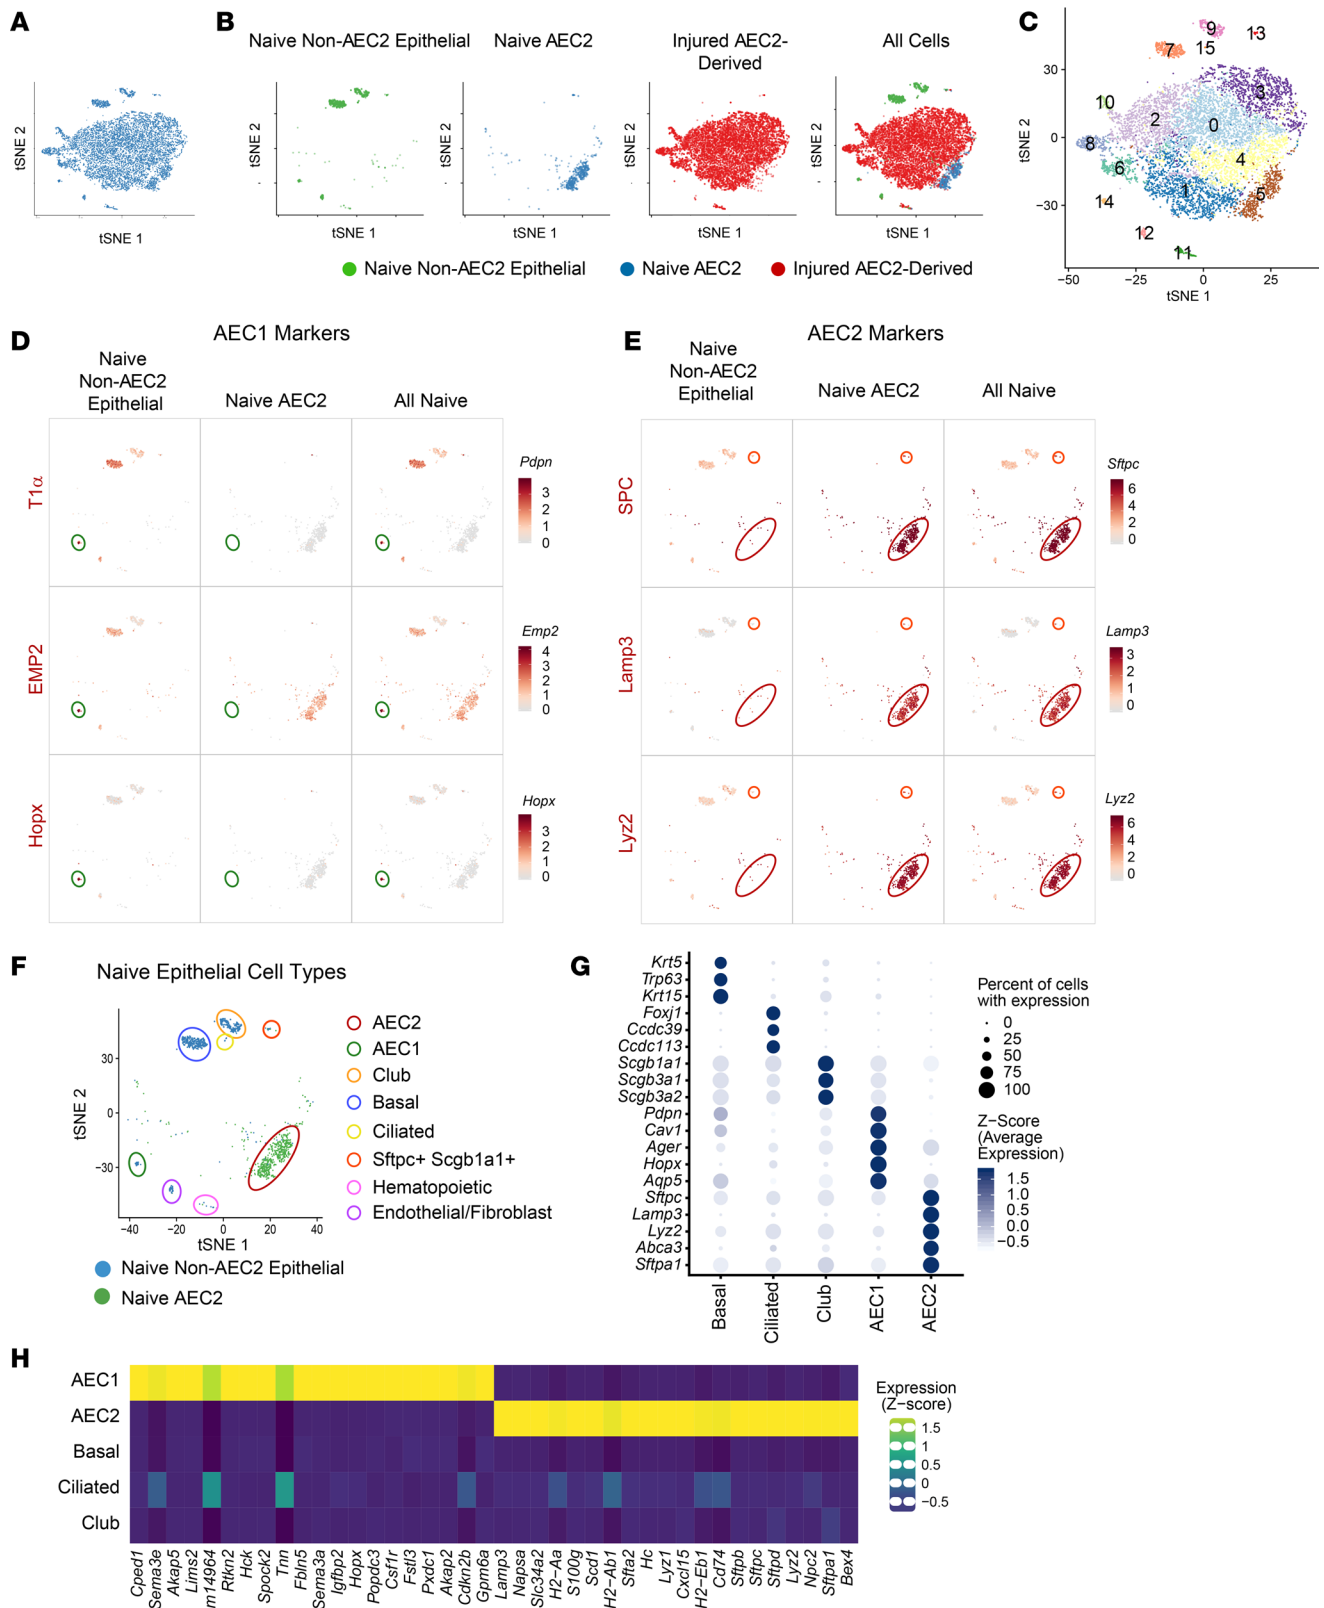 A
B
C
Naive Non-AEC2 Epithelial
Naive AEC2
Injured AEC2-
Derived
All Cells
tSNE 2
tSNE 1
tSNE 2
tSNE 1
tSNE 2
tSNE 1
tSNE 2
tSNE 1
tSNE 2
tSNE 1
Naive Non-AEC2 Epithelial
Naive AEC2
Injured AEC2-Derived
9
13
7
15
3
10
2
0
8
4
6
1
5
14
12
11
30
0
−30
tSNE 2
−50
−25
0
25
tSNE 1
D
AEC1 Markers
Naive
Non-AEC2
Epithelial
Naive AEC2
All Naive
T1α
Pdpn
3
2
1
0
EMP2
Emp2
4
3
2
1
0
Hopx
Hopx
3
2
1
0
E
AEC2 Markers
Naive
Non-AEC2
Epithelial
Naive AEC2
All Naive
SPC
Sftpc
6
4
2
0
Lamp3
Lamp3
3
2
1
0
Lyz2
Lyz2
6
4
2
0
F
Naive Epithelial Cell Types
tSNE 2
30
0
−30
−40
−20
0
20
40
tSNE 1
AEC2
AEC1
Club
Basal
Ciliated
Sftpc+ Scgb1a1+
Hematopoietic
Endothelial/Fibroblast
Naive Non-AEC2 Epithelial
Naive AEC2
G
Krt5
Trp63
Krt15
Foxj1
Ccdc39
Ccdc113
Scgb1a1
Scgb3a1
Scgb3a2
Pdpn
Cav1
Ager
Hopx
Aqp5
Sftpc
Lamp3
Lyz2
Abca3
Sftpa1
Basal
Ciliated
Club
AEC1
AEC2
Percent of cells
with expression
0
25
50
75
100
Z−Score
(Average
Expression)
1.5
1.0
0.5
0.0
−0.5
H
AEC1
AEC2
Basal
Ciliated
Club
Cped1
Sema3e
Akap5
Lims2
m14964
Rtkn2
Hck
Spock2
Tnn
Fbln5
Sema3a
Igfbp2
Hopx
Popdc3
Csf1r
Fstl3
Pxdc1
Akap2
Cdkn2b
Gpm6a
Lamp3
Napsa
Slc34a2
H2−Aa
S100g
Scd1
H2−Ab1
Sfta2
Hc
Lyz1
Cxcl15
H2−Eb1
Cd74
Sftpb
Sftpc
Sftpd
Lyz2
Npc2
Sftpa1
Bex4
Expression
(Z−score)
1.5
1
0.5
0
−0.5